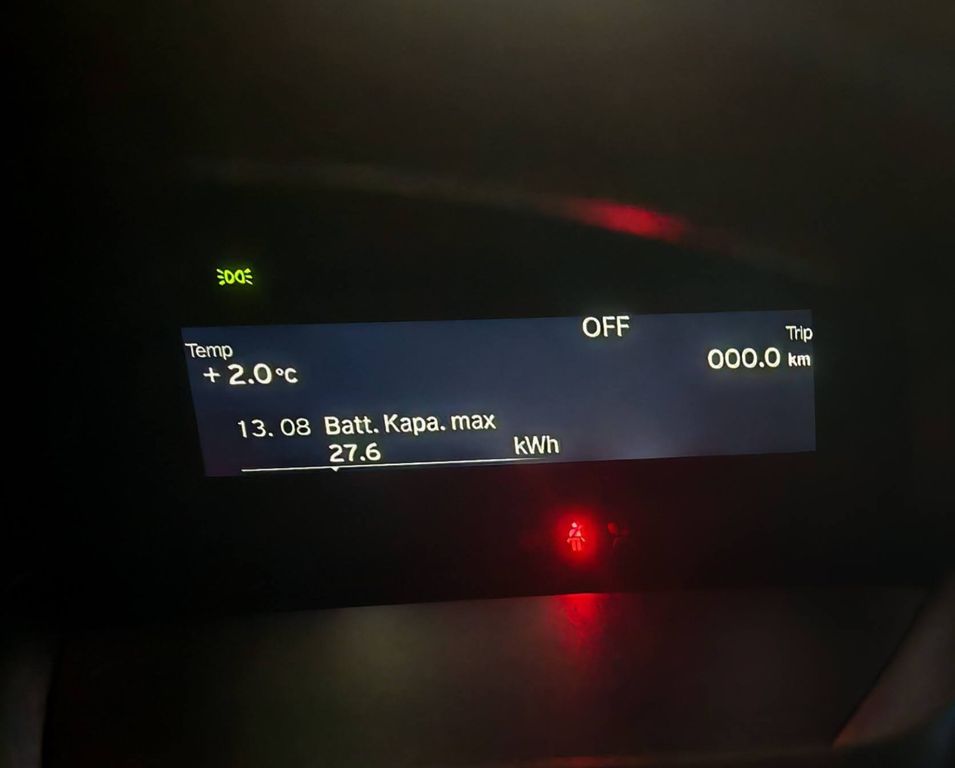 OFF
Temp
Trip
+ 2.0 °C
000.0 km
13. 08 Batt. Kapa. max
27.6 kWh